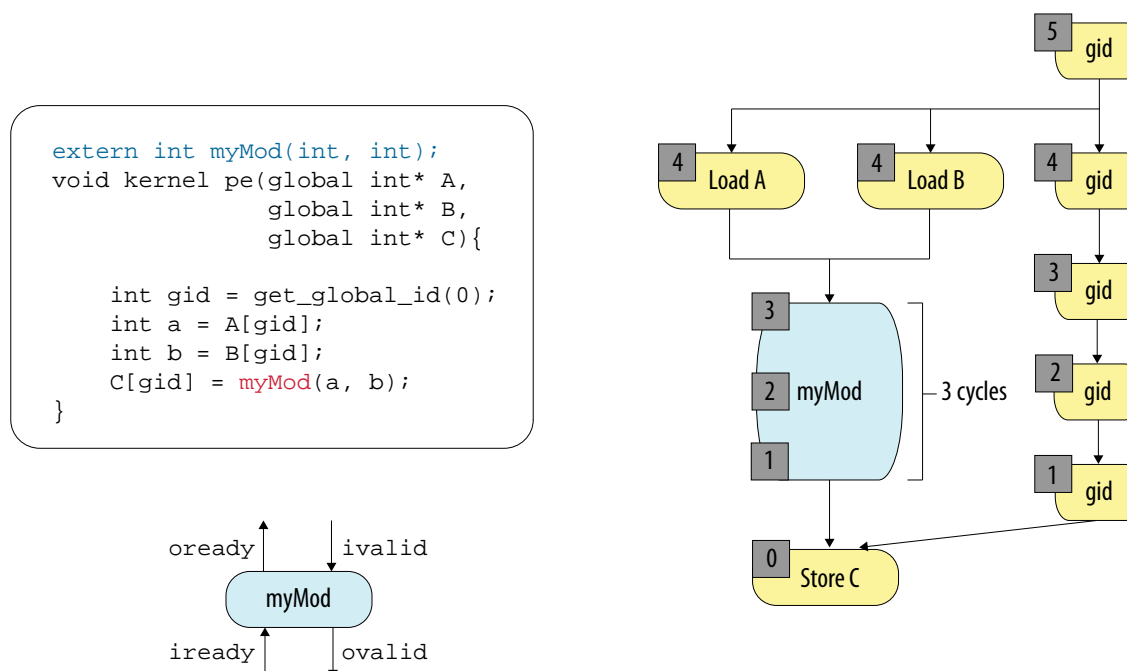 extern int myMod(int, int);
void kernel pe(global int* A,
global int* B,
global int* C){
int gid = get_global_id(0);
int a = A[gid];
int b = B[gid];
C[gid] = myMod(a, b);
}
oready
ivalid
myMod
iready
ovalid
5
gid
4
Load A
4
Load B
4
gid
3
gid
3
2
myMod
1
3 cycles
2
gid
1
gid
0
Store C